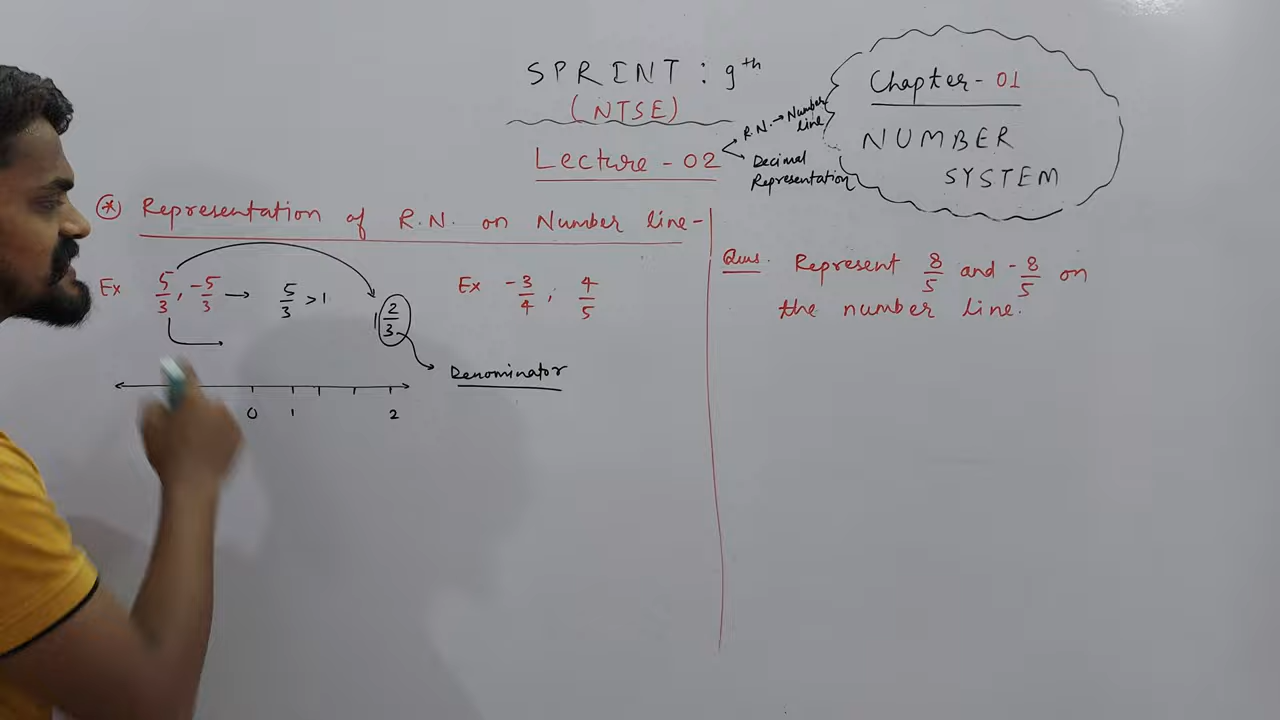 SPRINT : 9th
(NTSE)
Lecture - 02
R.N. → Number line
Decimal Representation
Chapter - 01
NUMBER
SYSTEM
* Representation of R.N. on Number line -
Ex 5/3, -5/3 → 5/3 > 1
1 2/3
Denominator
0 1 2
Ex -3/4 ; 4/5
Ques. Represent 8/5 and -8/5 on
the number line.